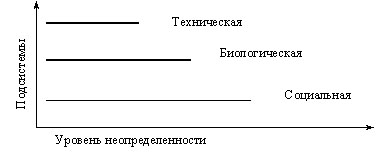 Техническая
Биологическая
Социальная
Подсистемы
Уровень неопределенности